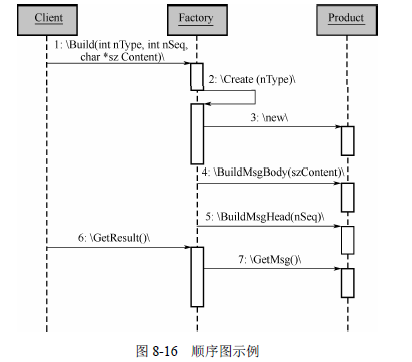 Client Factory Product
1: \Build(int nType, int nSeq,
char *sz Content)\
2: \Create (nType)\
3: \new\
4: \BuildMsgBody(szContent)\
5: \BuildMsgHead(nSeq)\
6: \GetResult()\
7: \GetMsg()\
图 8-16 顺序图示例